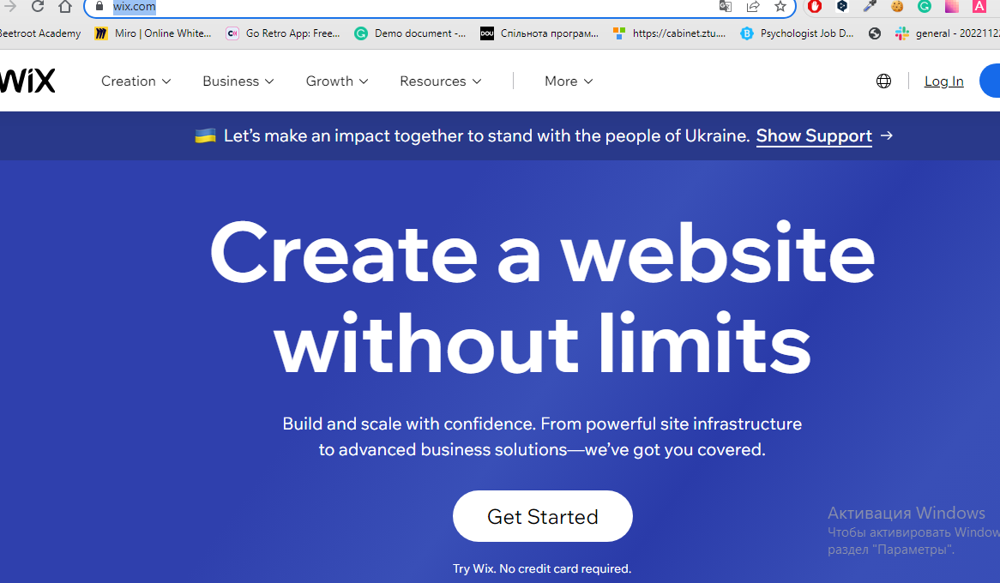 wix.com
Beetroot Academy
Miro | Online White...
Go Retro App: Free...
Demo document -...
DOU
Спільнота програм...
https://cabinet.ztu....
Psychologist Job D...
general - 2022112
WiX
Creation
Business
Growth
Resources
More
Log In
Let’s make an impact together to stand with the people of Ukraine. Show Support →
Create a website
without limits
Build and scale with confidence. From powerful site infrastructure
to advanced business solutions—we’ve got you covered.
Get Started
Try Wix. No credit card required.
Активация Windows
Чтобы активировать Window
раздел "Параметры".